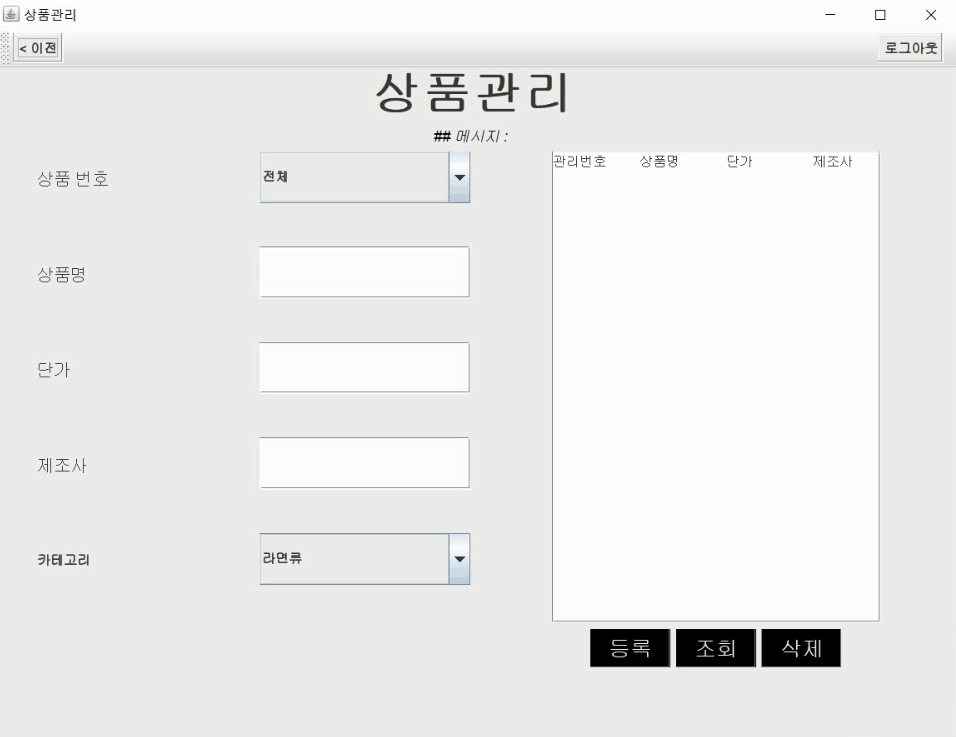 상품관리
< 이전
로그아웃
상품관리
## 메시지 :
상품 번호
전체
상품명
단가
제조사
카테고리
라면류
관리번호 상품명 단가 제조사
등록 조회 삭제